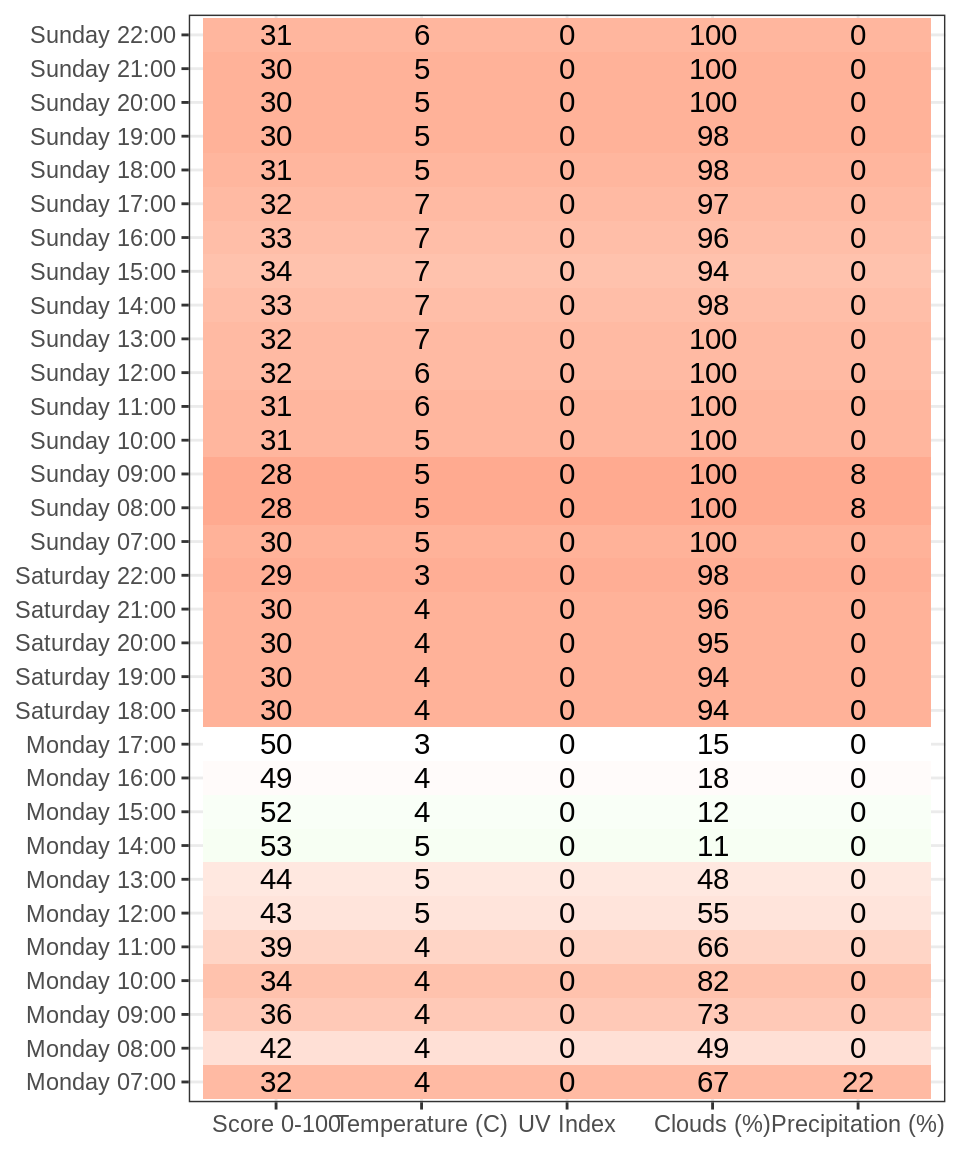 Sunday 22:00 31 6 0 100 0
Sunday 21:00 30 5 0 100 0
Sunday 20:00 30 5 0 100 0
Sunday 19:00 30 5 0 98 0
Sunday 18:00 31 5 0 98 0
Sunday 17:00 32 7 0 97 0
Sunday 16:00 33 7 0 96 0
Sunday 15:00 34 7 0 94 0
Sunday 14:00 33 7 0 98 0
Sunday 13:00 32 7 0 100 0
Sunday 12:00 32 6 0 100 0
Sunday 11:00 31 6 0 100 0
Sunday 10:00 31 5 0 100 0
Sunday 09:00 28 5 0 100 8
Sunday 08:00 28 5 0 100 8
Sunday 07:00 30 5 0 100 0
Saturday 22:00 29 3 0 98 0
Saturday 21:00 30 4 0 96 0
Saturday 20:00 30 4 0 95 0
Saturday 19:00 30 4 0 94 0
Saturday 18:00 30 4 0 94 0
Monday 17:00 50 3 0 15 0
Monday 16:00 49 4 0 18 0
Monday 15:00 52 4 0 12 0
Monday 14:00 53 5 0 11 0
Monday 13:00 44 5 0 48 0
Monday 12:00 43 5 0 55 0
Monday 11:00 39 4 0 66 0
Monday 10:00 34 4 0 82 0
Monday 09:00 36 4 0 73 0
Monday 08:00 42 4 0 49 0
Monday 07:00 32 4 0 67 22
Score 0-100 Temperature (C) UV Index Clouds (%) Precipitation (%)